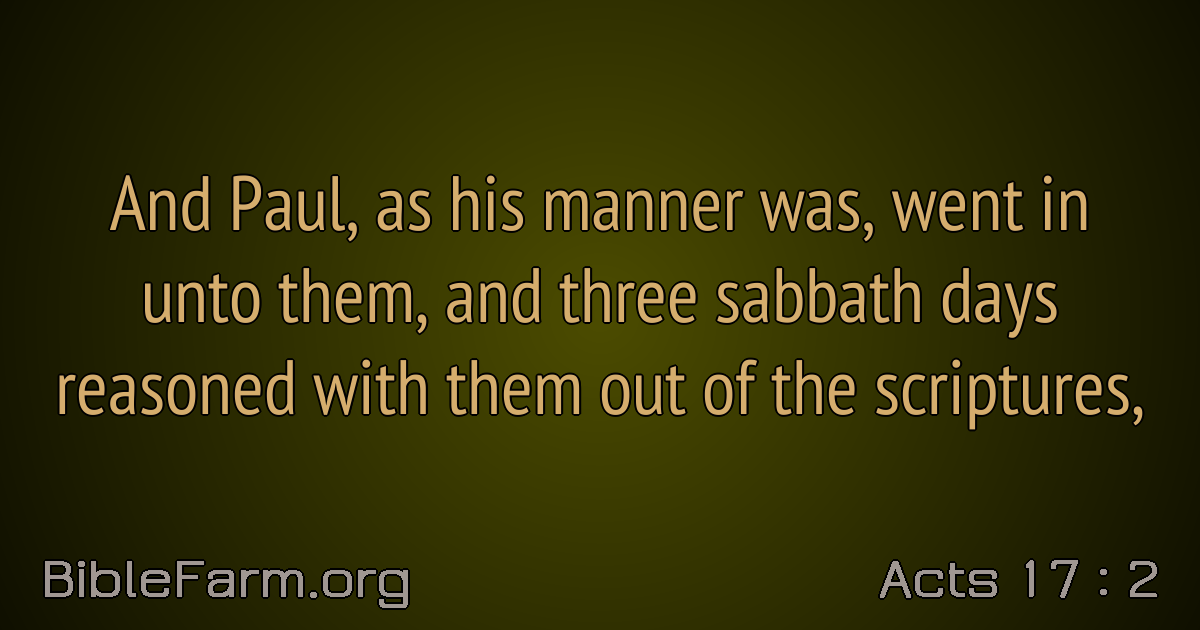 And Paul, as his manner was, went in
unto them, and three sabbath days
reasoned with them out of the scriptures,
BibleFarm.org
Acts 17 : 2